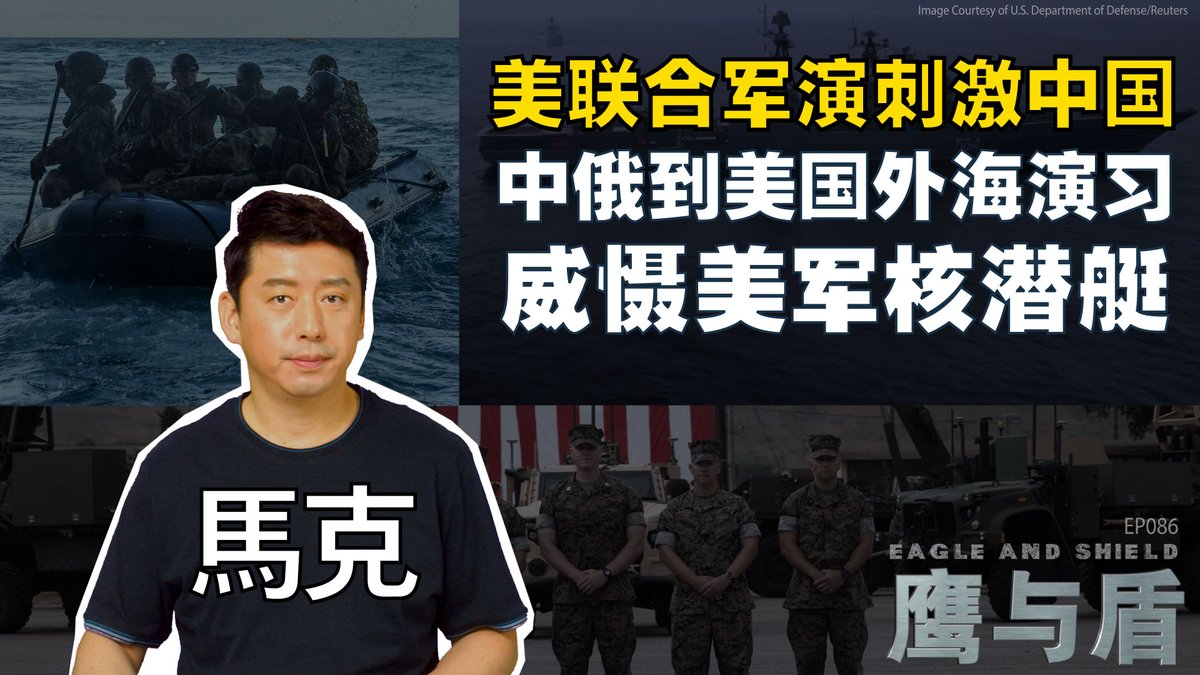 Image Courtesy of U.S. Department of Defense/Reuters
美联合军演刺激中国
中俄到美国外海演习
威慑美军核潜艇
馬克
EP086
EAGLE AND SHIELD
鹰与盾